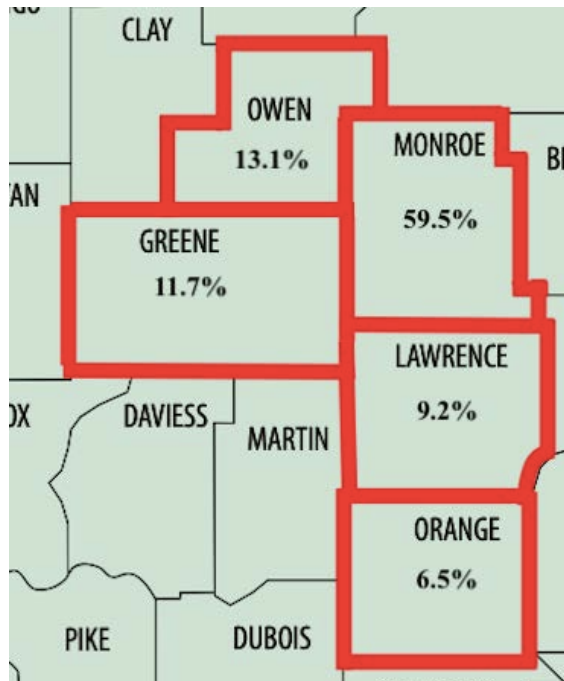 CLAY
OWEN
13.1%
MONROE
59.5%
GREENE
11.7%
LAWRENCE
9.2%
DAVIESS
MARTIN
ORANGE
6.5%
PIKE
DUBOIS